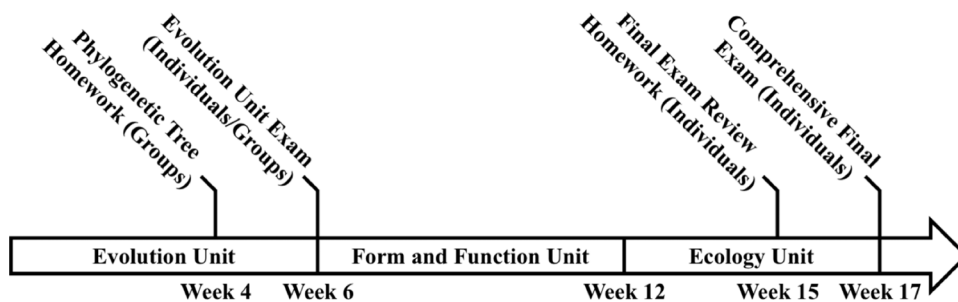 Phylogenetic Tree
Homework (Groups)
Evolution Unit Exam
(Individuals/Groups)
Final Exam Review
Homework (Individuals)
Comprehensive Final
Exam (Individuals)
Evolution Unit
Form and Function Unit
Ecology Unit
Week 4
Week 6
Week 12
Week 15
Week 17